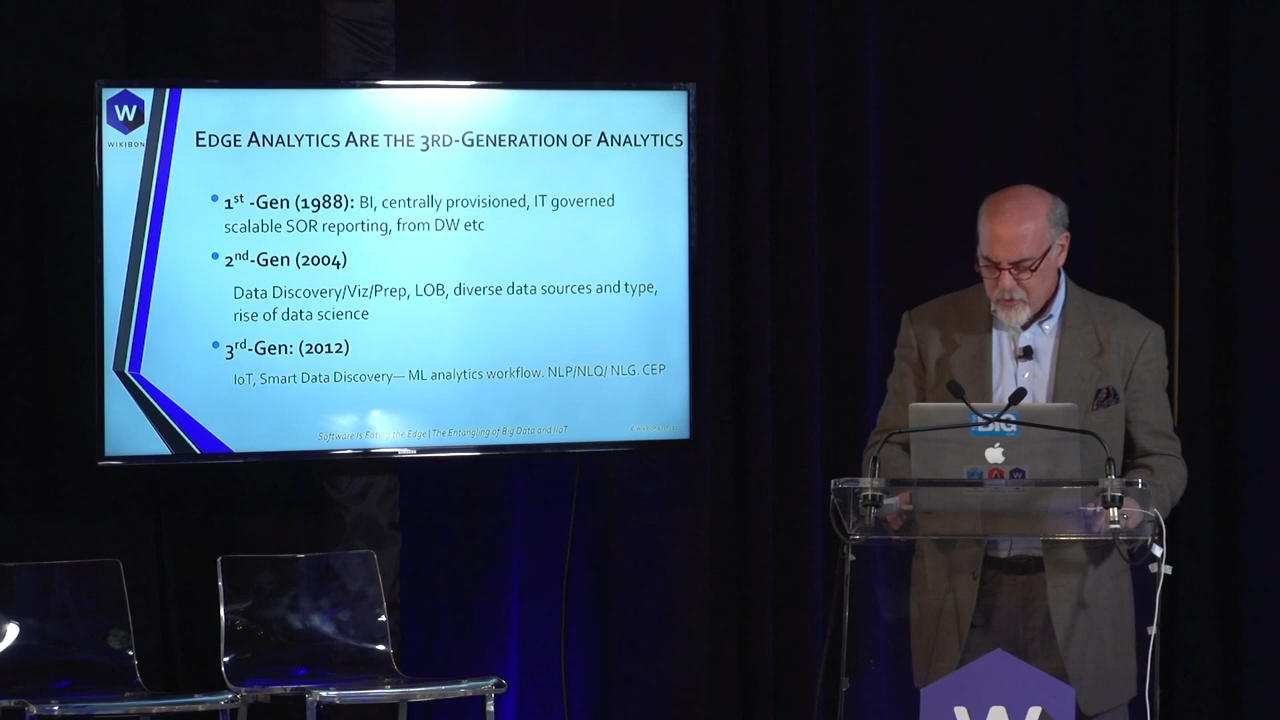 W
WIKIBON
EDGE ANALYTICS ARE THE 3RD-GENERATION OF ANALYTICS
• 1st -Gen (1988): BI, centrally provisioned, IT governed
scalable SOR reporting, from DW etc
• 2nd-Gen (2004)
Data Discovery/Viz/Prep, LOB, diverse data sources and type,
rise of data science
• 3rd-Gen: (2012)
IoT, Smart Data Discovery— ML analytics workflow. NLP/NLQ/ NLG. CEP
Software Is Eating the Edge | The Entangling of Big Data and IIoT
SAMSUNG
BIG
W